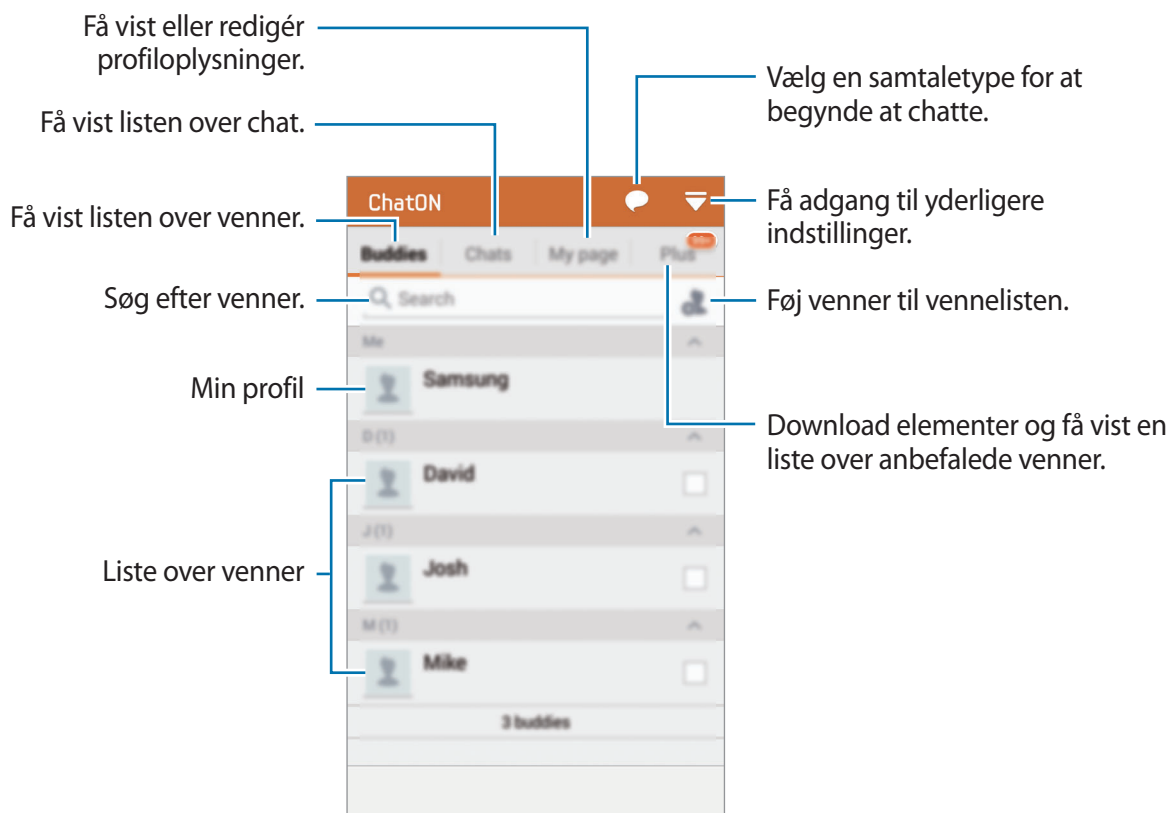 Få vist eller redigér
profiloplysninger.
Få vist listen over chat.
Få vist listen over venner.
Søg efter venner.
Min profil
Liste over venner
Vælg en samtaletype for at
begynde at chatte.
Få adgang til yderligere
indstillinger.
Føj venner til vennelisten.
Download elementer og få vist en
liste over anbefalede venner.
ChatON
Buddies Chats My page Plus
Search
Me
Samsung
D (1)
David
J (1)
Josh
M (1)
Mike
3 buddies